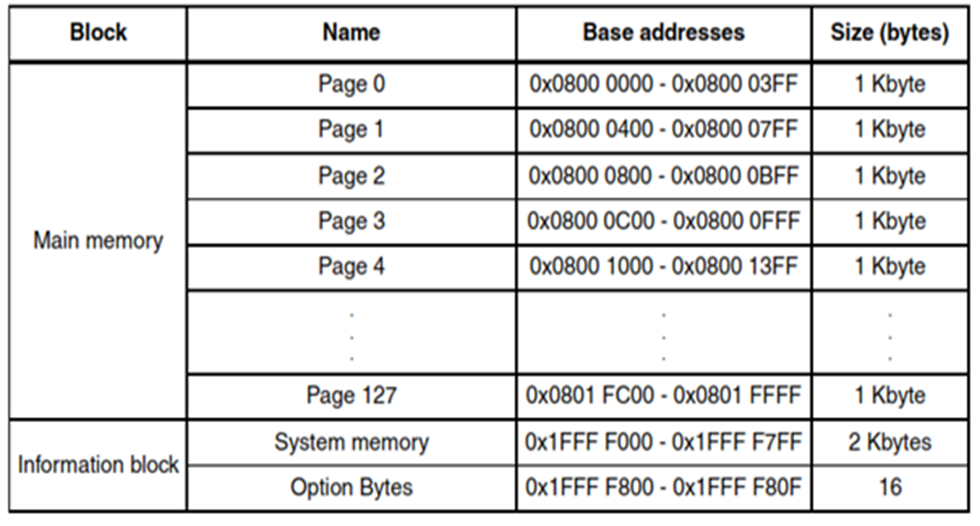 Block Name Base addresses Size (bytes)
Page 0 0x0800 0000 - 0x0800 03FF 1 Kbyte
Page 1 0x0800 0400 - 0x0800 07FF 1 Kbyte
Page 2 0x0800 0800 - 0x0800 0BFF 1 Kbyte
Page 3 0x0800 0C00 - 0x0800 0FFF 1 Kbyte
Main memory
Page 4 0x0800 1000 - 0x0800 13FF 1 Kbyte
. . .
. . .
. . .
Page 127 0x0801 FC00 - 0x0801 FFFF 1 Kbyte
Information block
System memory 0x1FFF F000 - 0x1FFF F7FF 2 Kbytes
Option Bytes 0x1FFF F800 - 0x1FFF F80F 16